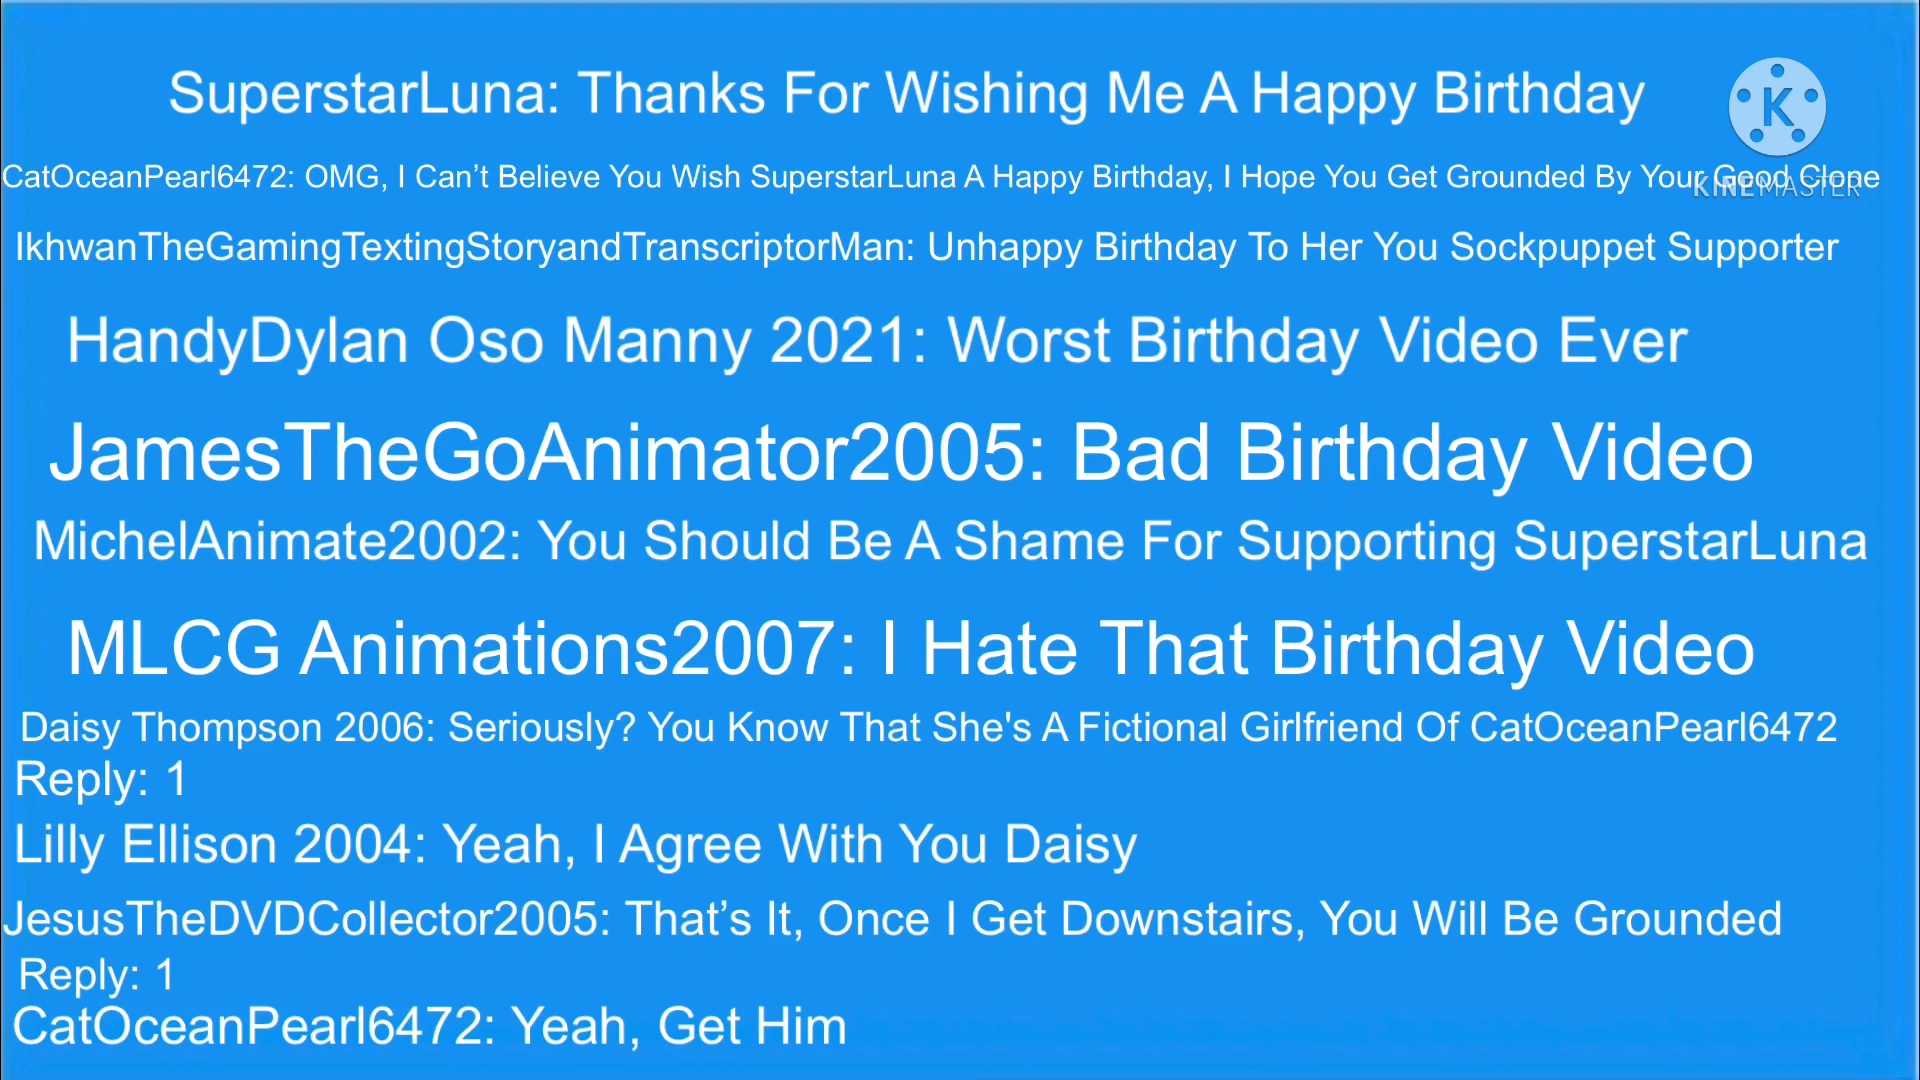 SuperstarLuna: Thanks For Wishing Me A Happy Birthday
K
CatOceanPearl6472: OMG, I Can’t Believe You Wish SuperstarLuna A Happy Birthday, I Hope You Get Grounded By Your Good Clone
KINEMASTER
IkhwanTheGamingTextingStoryandTranscriptorMan: Unhappy Birthday To Her You Sockpuppet Supporter
HandyDylan Oso Manny 2021: Worst Birthday Video Ever
JamesTheGoAnimator2005: Bad Birthday Video
MichelAnimate2002: You Should Be A Shame For Supporting SuperstarLuna
MLCG Animations2007: I Hate That Birthday Video
Daisy Thompson 2006: Seriously? You Know That She's A Fictional Girlfriend Of CatOceanPearl6472
Reply: 1
Lilly Ellison 2004: Yeah, I Agree With You Daisy
JesusTheDVDCollector2005: That’s It, Once I Get Downstairs, You Will Be Grounded
Reply: 1
CatOceanPearl6472: Yeah, Get Him